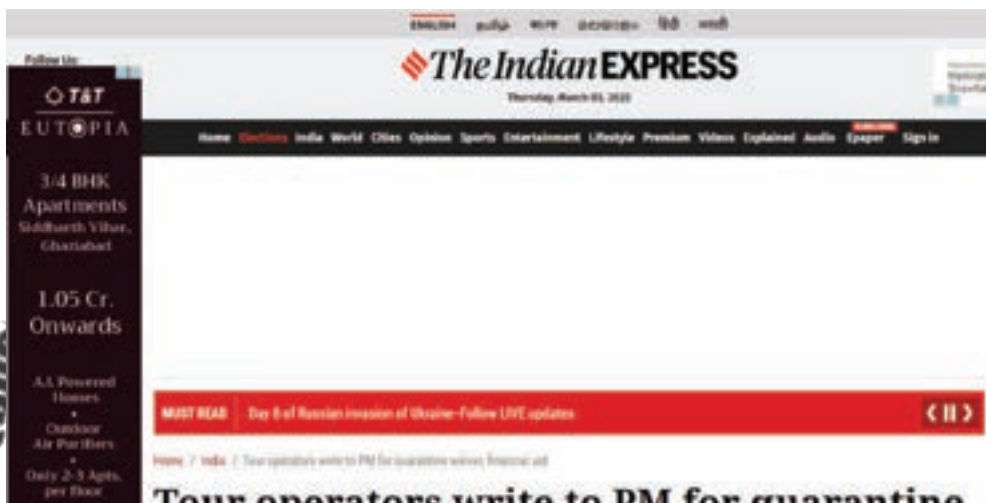 ENGLISH தமிழ் বাংলা മലയാളം हिंदी मराठी
Follow Us:
The Indian EXPRESS
Thursday, March 03, 2022
Home Elections India World Cities Opinion Sports Entertainment Lifestyle Premium Videos Explained Audio Epaper Sign in
T&T
EUTOPIA
3/4 BHK
Apartments
Siddharth Vihar,
Ghaziabad
1.05 Cr.
Onwards
A.I. Powered
Homes
Outdoor
Air Purifiers
Only 2-3 Apts.
per floor
MUST READ Day 8 of Russian invasion of Ukraine–Follow LIVE updates
Home / India / Tour operators write to PM for quarantine waiver, financial aid
Tour operators write to PM for quarantine